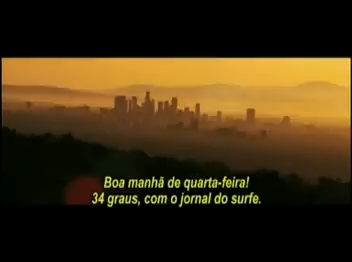 Boa manhã de quarta-feira!
34 graus, com o jornal do surfe.